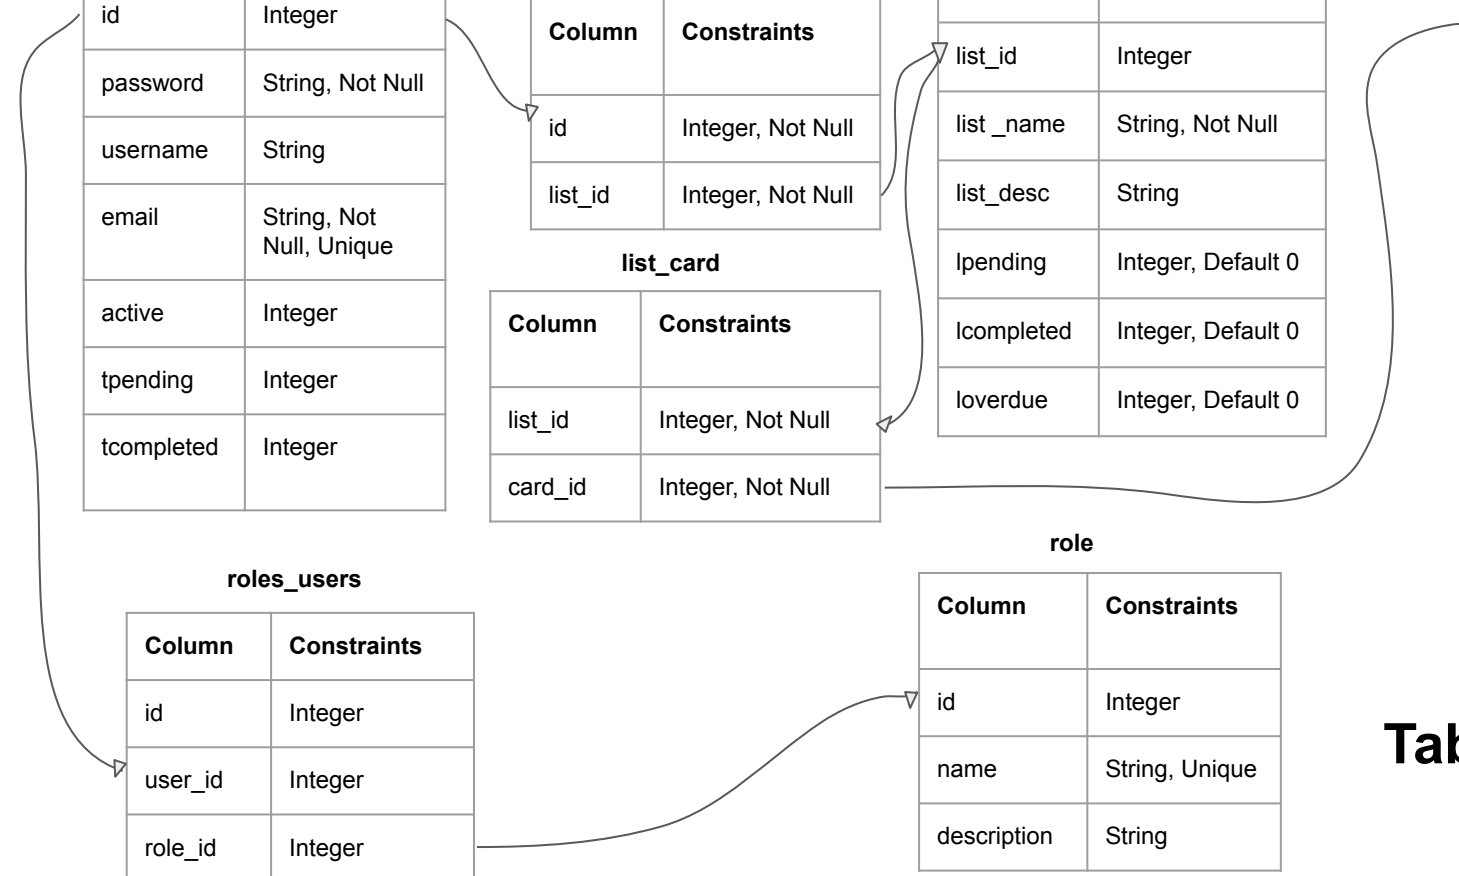 id Integer
password String, Not Null
username String
email String, Not
Null, Unique
active Integer
tpending Integer
tcompleted Integer
Column Constraints
id Integer, Not Null
list_id Integer, Not Null
list_card
Column Constraints
list_id Integer, Not Null
card_id Integer, Not Null
list_id Integer
list _name String, Not Null
list_desc String
lpending Integer, Default 0
lcompleted Integer, Default 0
loverdue Integer, Default 0
roles_users
Column Constraints
id Integer
user_id Integer
role_id Integer
role
Column Constraints
id Integer
name String, Unique
description String